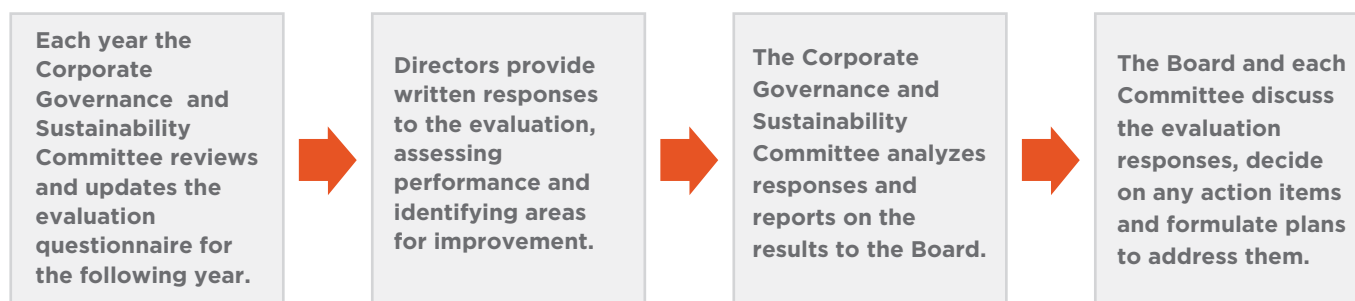 Each year the
Corporate
Governance and
Sustainability
Committee reviews
and updates the
evaluation
questionnaire for
the following year.
Directors provide
written responses
to the evaluation,
assessing
performance and
identifying areas
for improvement.
The Corporate
Governance and
Sustainability
Committee analyzes
responses and
reports on the
results to the Board.
The Board and each
Committee discuss
the evaluation
responses, decide
on any action items
and formulate plans
to address them.